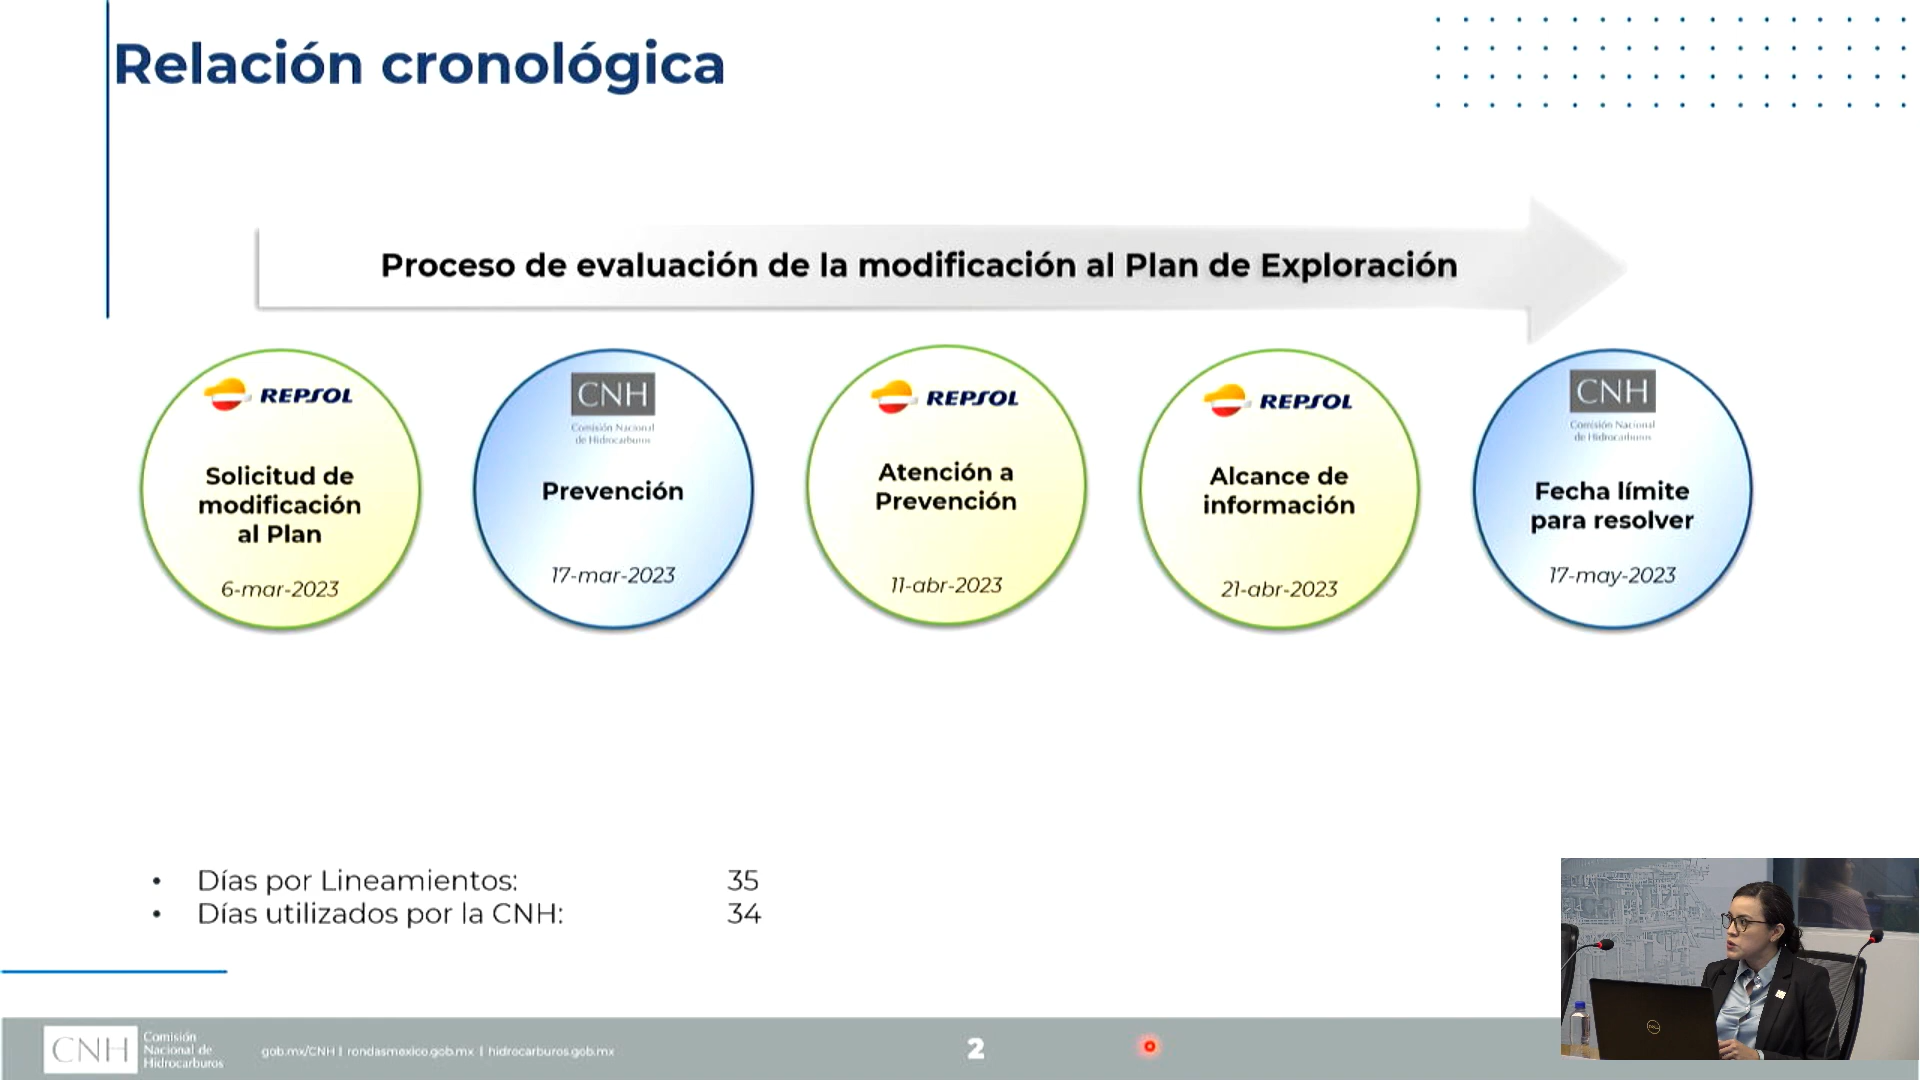 Relación cronológica
Proceso de evaluación de la modificación al Plan de Exploración
REPSOL
Solicitud de
modificación
al Plan
6-mar-2023
CNH
Comisión Nacional
de Hidrocarburos
Prevención
17-mar-2023
REPSOL
Atención a
Prevención
11-abr-2023
REPSOL
Alcance de
información
21-abr-2023
CNH
Comisión Nacional
de Hidrocarburos
Fecha límite
para resolver
17-may-2023
• Días por Lineamientos: 35
• Días utilizados por la CNH: 34
CNH
Comisión
Nacional de
Hidrocarburos
gob.mx/CNH | rondasmexico.gob.mx | hidrocarburos.gob.mx
2